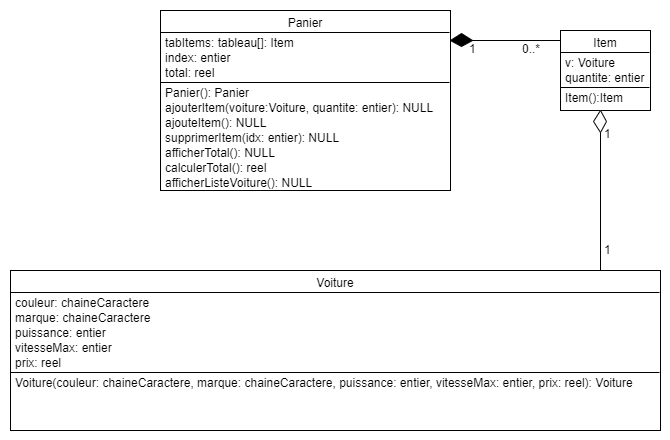 Panier
tabItems: tableau[]: Item
index: entier
total: reel
Panier(): Panier
ajouterItem(voiture:Voiture, quantite: entier): NULL
ajouteItem(): NULL
supprimerItem(idx: entier): NULL
afficherTotal(): NULL
calculerTotal(): reel
afficherListeVoiture(): NULL
1
0..*
Item
v: Voiture
quantite: entier
Item():Item
1
1
Voiture
couleur: chaineCaractere
marque: chaineCaractere
puissance: entier
vitesseMax: entier
prix: reel
Voiture(couleur: chaineCaractere, marque: chaineCaractere, puissance: entier, vitesseMax: entier, prix: reel): Voiture